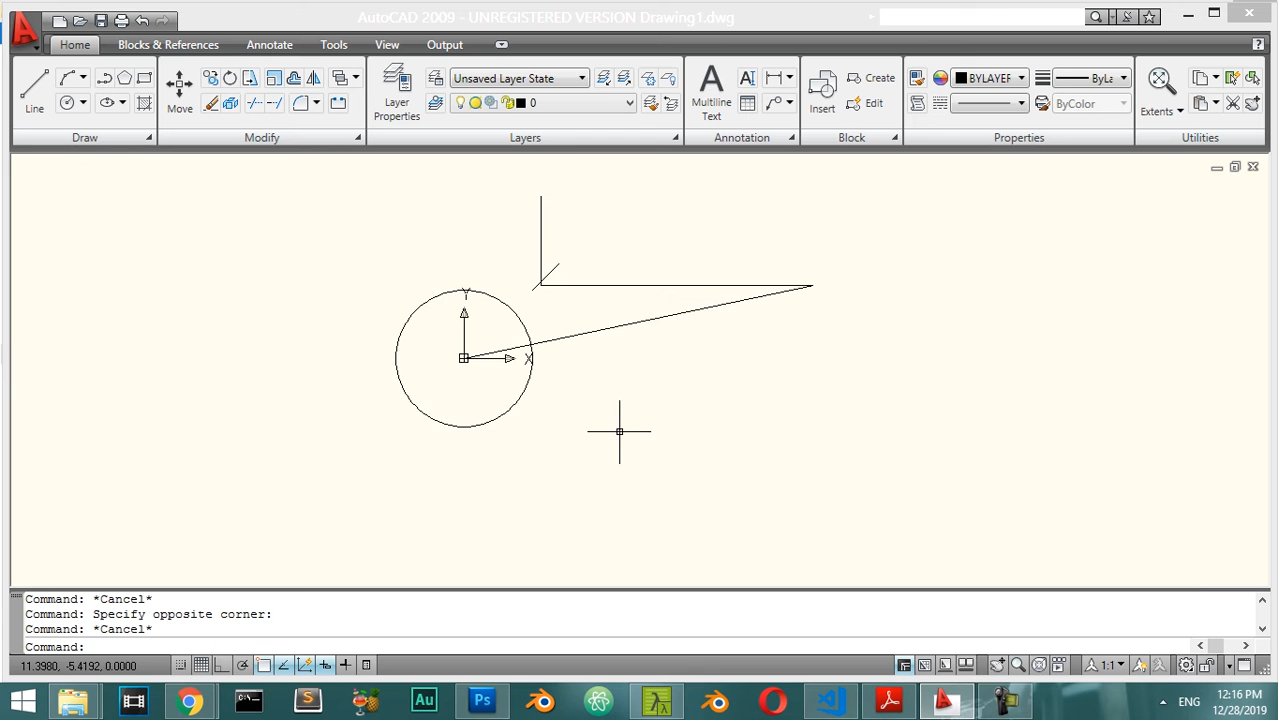 AutoCAD 2009 - UNREGISTERED VERSION Drawing1.dwg
Home Blocks & References Annotate Tools View Output
Unsaved Layer State
BYLAYER
ByLa
Create
Line Move Layer Properties
0
Multiline Text
Insert Edit
ByColor
Extents
Draw Modify Layers Annotation Block Properties Utilities
Y
X
Command: *Cancel*
Command: Specify opposite corner:
Command: *Cancel*
Command:
11.3980, -5.4192, 0.0000
1:1
Au Ps
ENG
12:16 PM
12/28/2019